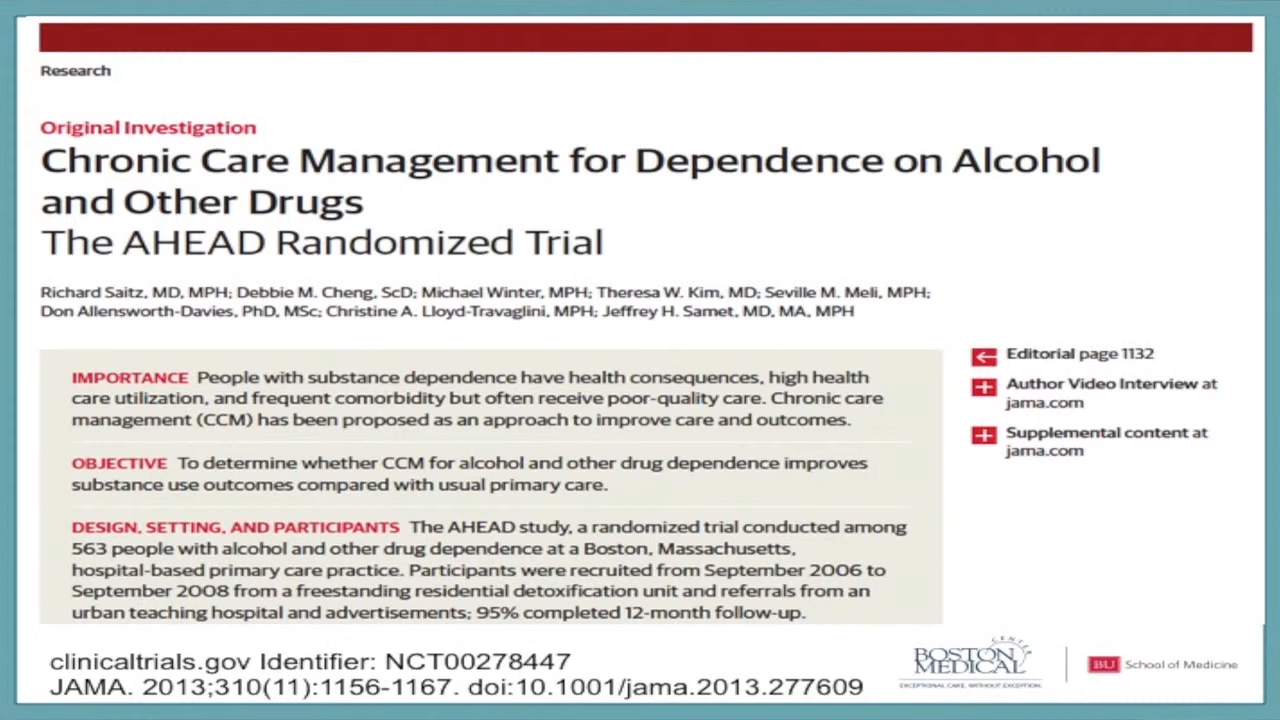 Research
Original Investigation
Chronic Care Management for Dependence on Alcohol
and Other Drugs
The AHEAD Randomized Trial
Richard Saitz, MD, MPH; Debbie M. Cheng, ScD; Michael Winter, MPH; Theresa W. Kim, MD; Seville M. Meli, MPH;
Don Allensworth-Davies, PhD, MSc; Christine A. Lloyd-Travaglini, MPH; Jeffrey H. Samet, MD, MA, MPH
IMPORTANCE People with substance dependence have health consequences, high health
care utilization, and frequent comorbidity but often receive poor-quality care. Chronic care
management (CCM) has been proposed as an approach to improve care and outcomes.
OBJECTIVE To determine whether CCM for alcohol and other drug dependence improves
substance use outcomes compared with usual primary care.
DESIGN, SETTING, AND PARTICIPANTS The AHEAD study, a randomized trial conducted among
563 people with alcohol and other drug dependence at a Boston, Massachusetts,
hospital-based primary care practice. Participants were recruited from September 2006 to
September 2008 from a freestanding residential detoxification unit and referrals from an
urban teaching hospital and advertisements; 95% completed 12-month follow-up.
Editorial page 1132
Author Video Interview at
jama.com
Supplemental content at
jama.com
clinicaltrials.gov Identifier: NCT00278447
JAMA. doi:10.1001/jama.2013.277609
BOSTON
MEDICAL
CENTER
EXCEPTIONAL CARE. WITHOUT EXCEPTION.
BU School of Medicine